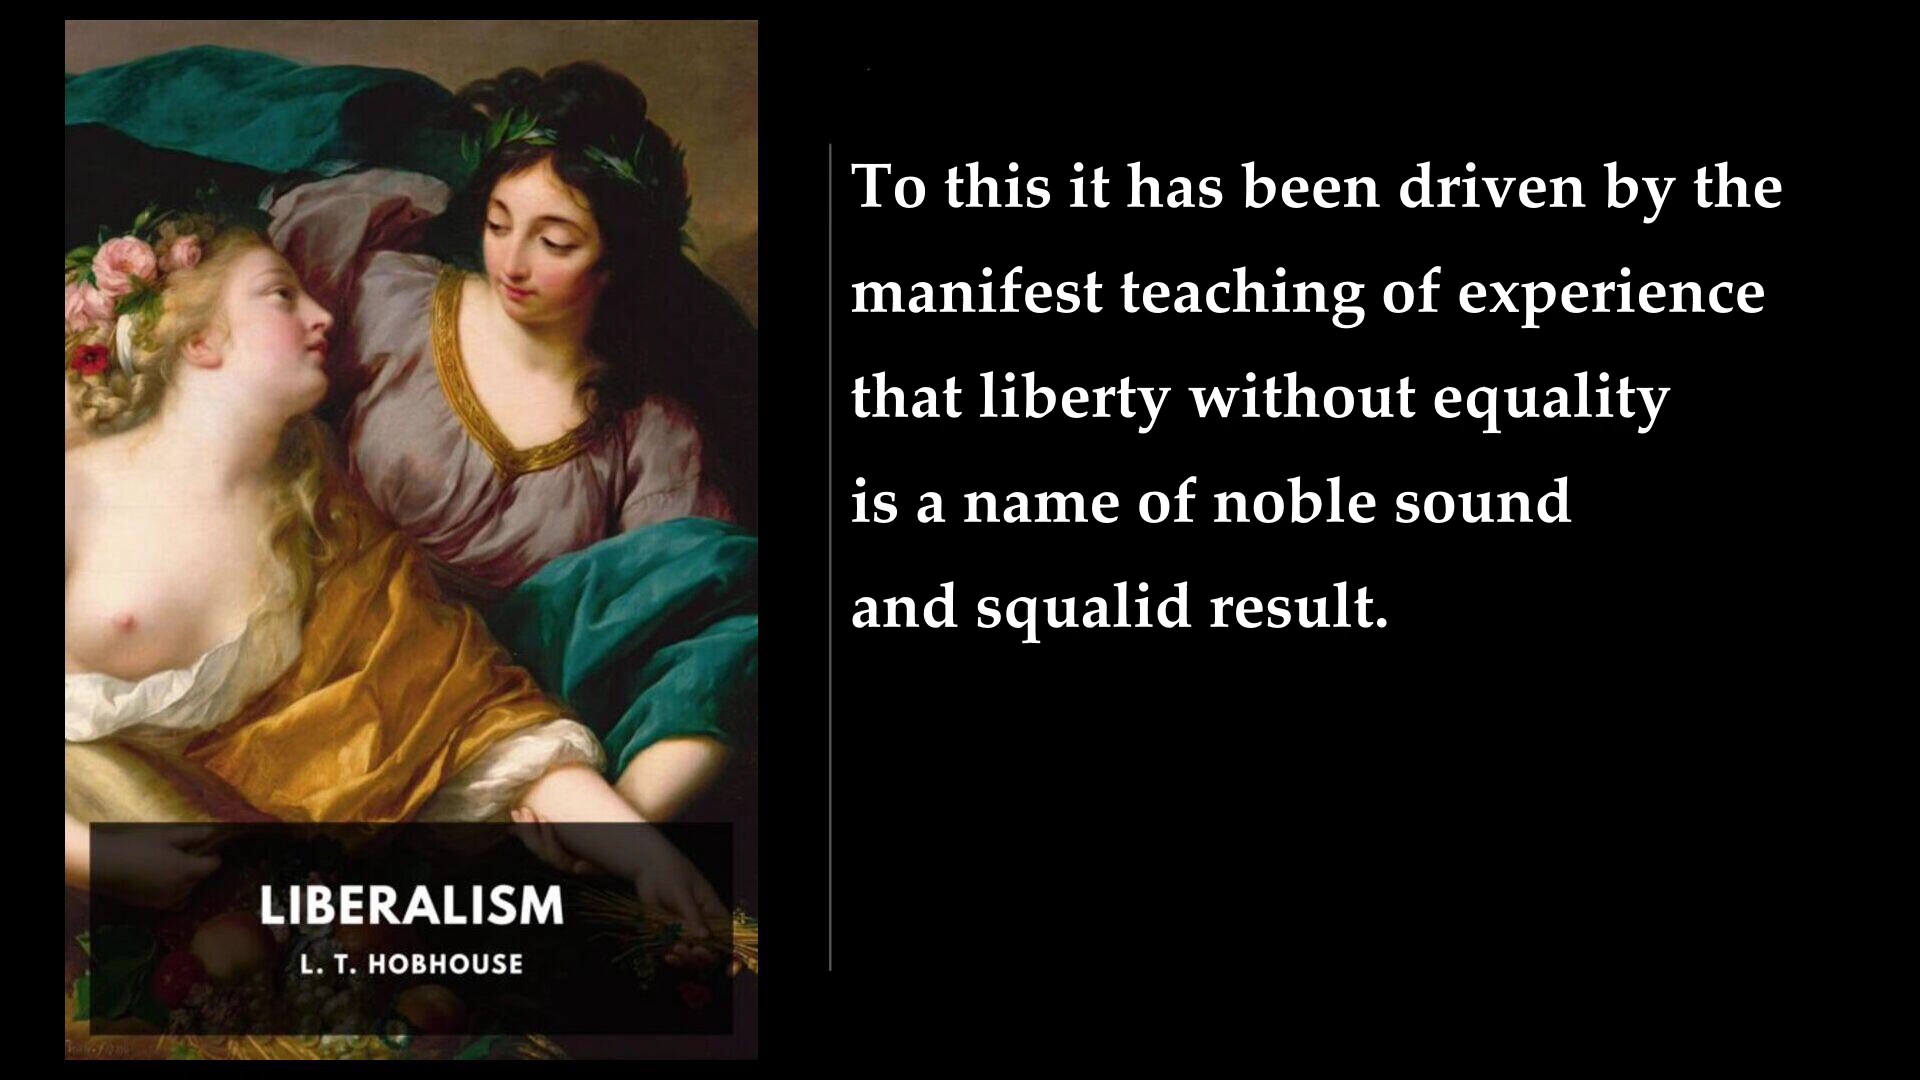 To this it has been driven by the
manifest teaching of experience
that liberty without equality
is a name of noble sound
and squalid result.
LIBERALISM
L. T. HOBHOUSE